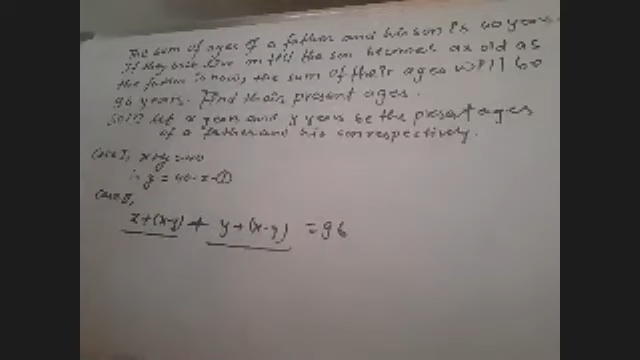 The sum of ages of a father and his son is 40 years.
If they both live on till the son becomes as old as
the father is now, the sum of their ages will be
96 years. Find their present ages.
Solⁿ: Let x years and y years be the present ages
of a father and his son respectively.
Case I, x+y=40
y = 40-x-①
Case II,
x+(x-y) + y+(x-y) = 96